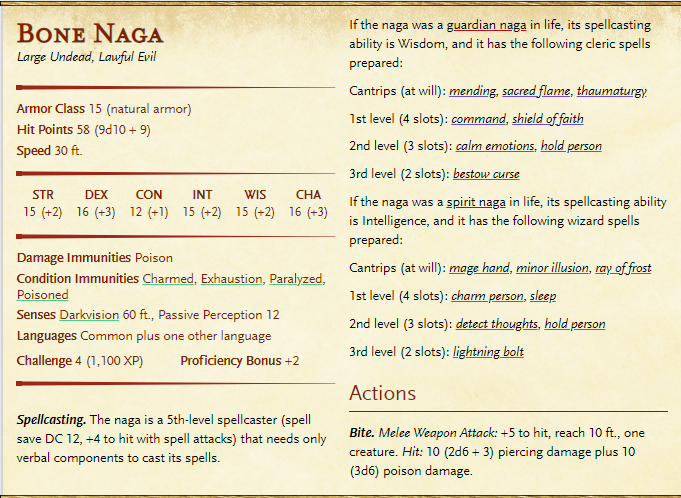 Bone Naga
Large Undead, Lawful Evil
Armor Class 15 (natural armor)
Hit Points 58 (9d10 + 9)
Speed 30 ft.
STR DEX CON INT WIS CHA
15 (+2) 16 (+3) 12 (+1) 15 (+2) 15 (+2) 16 (+3)
Damage Immunities Poison
Condition Immunities Charmed, Exhaustion, Paralyzed,
Poisoned
Senses Darkvision 60 ft., Passive Perception 12
Languages Common plus one other language
Challenge 4 (1,100 XP) Proficiency Bonus +2
Spellcasting. The naga is a 5th-level spellcaster (spell
save DC 12, +4 to hit with spell attacks) that needs only
verbal components to cast its spells.
If the naga was a guardian naga in life, its spellcasting
ability is Wisdom, and it has the following cleric spells
prepared:
Cantrips (at will): mending, sacred flame, thaumaturgy
1st level (4 slots): command, shield of faith
2nd level (3 slots): calm emotions, hold person
3rd level (2 slots): bestow curse
If the naga was a spirit naga in life, its spellcasting ability
is Intelligence, and it has the following wizard spells
prepared:
Cantrips (at will): mage hand, minor illusion, ray of frost
1st level (4 slots): charm person, sleep
2nd level (3 slots): detect thoughts, hold person
3rd level (2 slots): lightning bolt
Actions
Bite. Melee Weapon Attack: +5 to hit, reach 10 ft., one
creature. Hit: 10 (2d6 + 3) piercing damage plus 10
(3d6) poison damage.